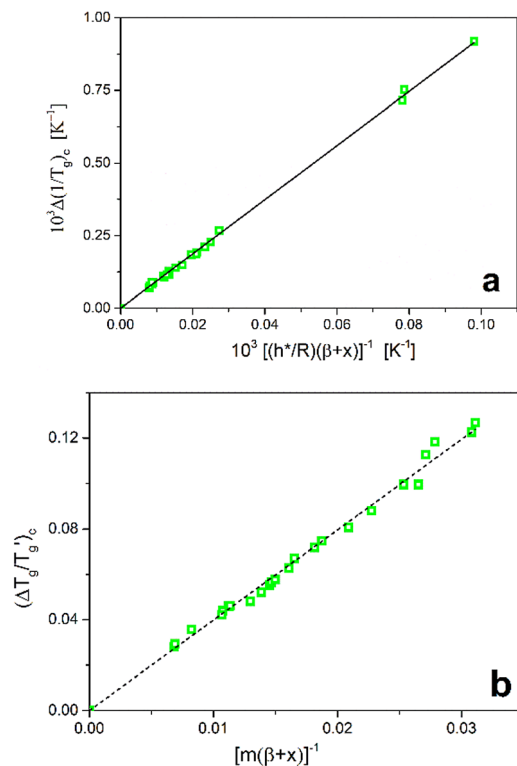 1.00
0.75
0.50
0.25
0.00
10³Δ(1/T_g)_c [K⁻¹]
a
0.00 0.02 0.04 0.06 0.08 0.10
10³ [(h*/R)(β+x)]⁻¹ [K⁻¹]
0.12
0.08
0.04
0.00
(ΔT_g/T_g')_c
b
0.00 0.01 0.02 0.03
[m(β+x)]⁻¹